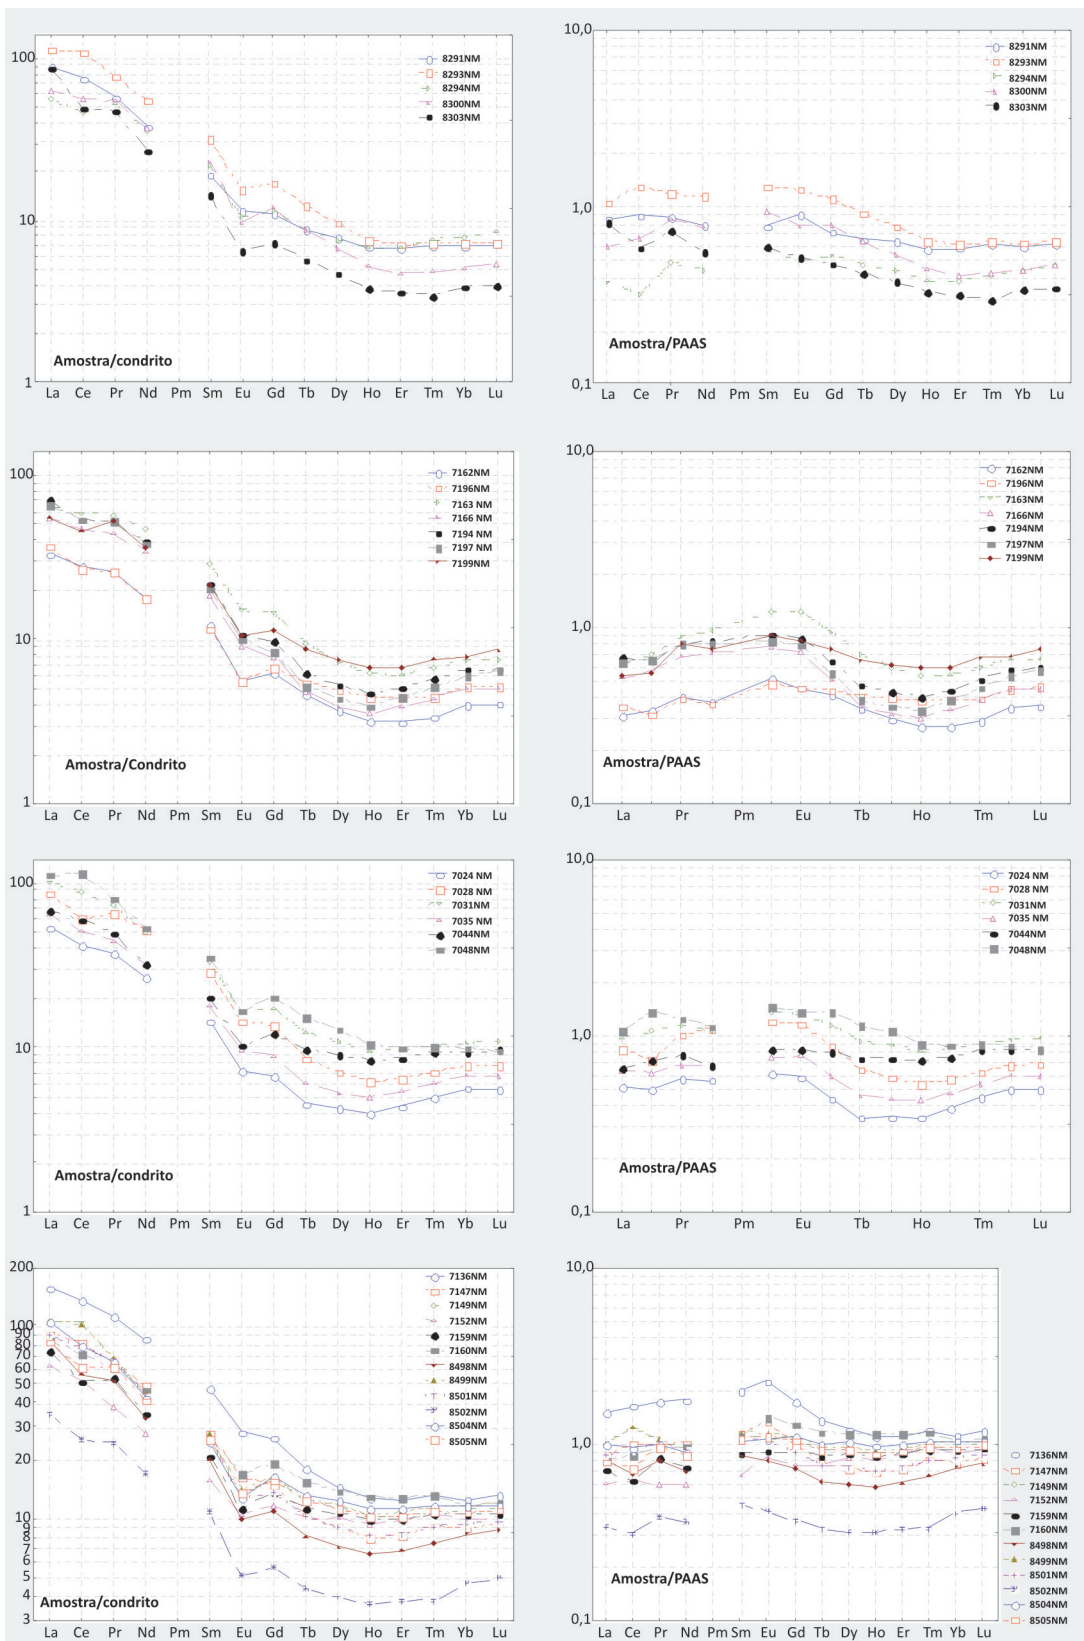 100
10
1
8291NM
8293NM
8294NM
8300NM
8303NM
Amostra/condrito
La Ce Pr Nd Pm Sm Eu Gd Tb Dy Ho Er Tm Yb Lu
10,0
1,0
0,1
8291NM
8293NM
8294NM
8300NM
8303NM
Amostra/PAAS
La Ce Pr Nd Pm Sm Eu Gd Tb Dy Ho Er Tm Yb Lu
100
10
1
7162NM
7196NM
7163 NM
7166 NM
7194 NM
7197 NM
7199NM
Amostra/Condrito
La Ce Pr Nd Pm Sm Eu Gd Tb Dy Ho Er Tm Yb Lu
10,0
1,0
0,1
7162NM
7196NM
7163NM
7166NM
7194NM
7197NM
7199NM
Amostra/PAAS
La Pr Pm Eu Tb Ho Tm Lu
100
10
1
7024 NM
7028 NM
7031NM
7035 NM
7044NM
7048NM
Amostra/condrito
La Ce Pr Nd Pm Sm Eu Gd Tb Dy Ho Er Tm Yb Lu
10,0
1,0
0,1
7024 NM
7028 NM
7031NM
7035 NM
7044NM
7048NM
Amostra/PAAS
La Pr Pm Eu Tb Ho Tm Lu
200
100
90
80
70
60
50
40
30
20
10
9
8
7
6
5
4
3
7136NM
7147NM
7149NM
7152NM
7159NM
7160NM
8498NM
8499NM
8501NM
8502NM
8504NM
8505NM
Amostra/condrito
La Ce Pr Nd Pm Sm Eu Gd Tb Dy Ho Er Tm Yb Lu
10,0
1,0
0,1
7136NM
7147NM
7149NM
7152NM
7159NM
7160NM
8498NM
8499NM
8501NM
8502NM
8504NM
8505NM
Amostra/PAAS
La Ce Pr Nd Pm Sm Eu Gd Tb Dy Ho Er Tm Yb Lu